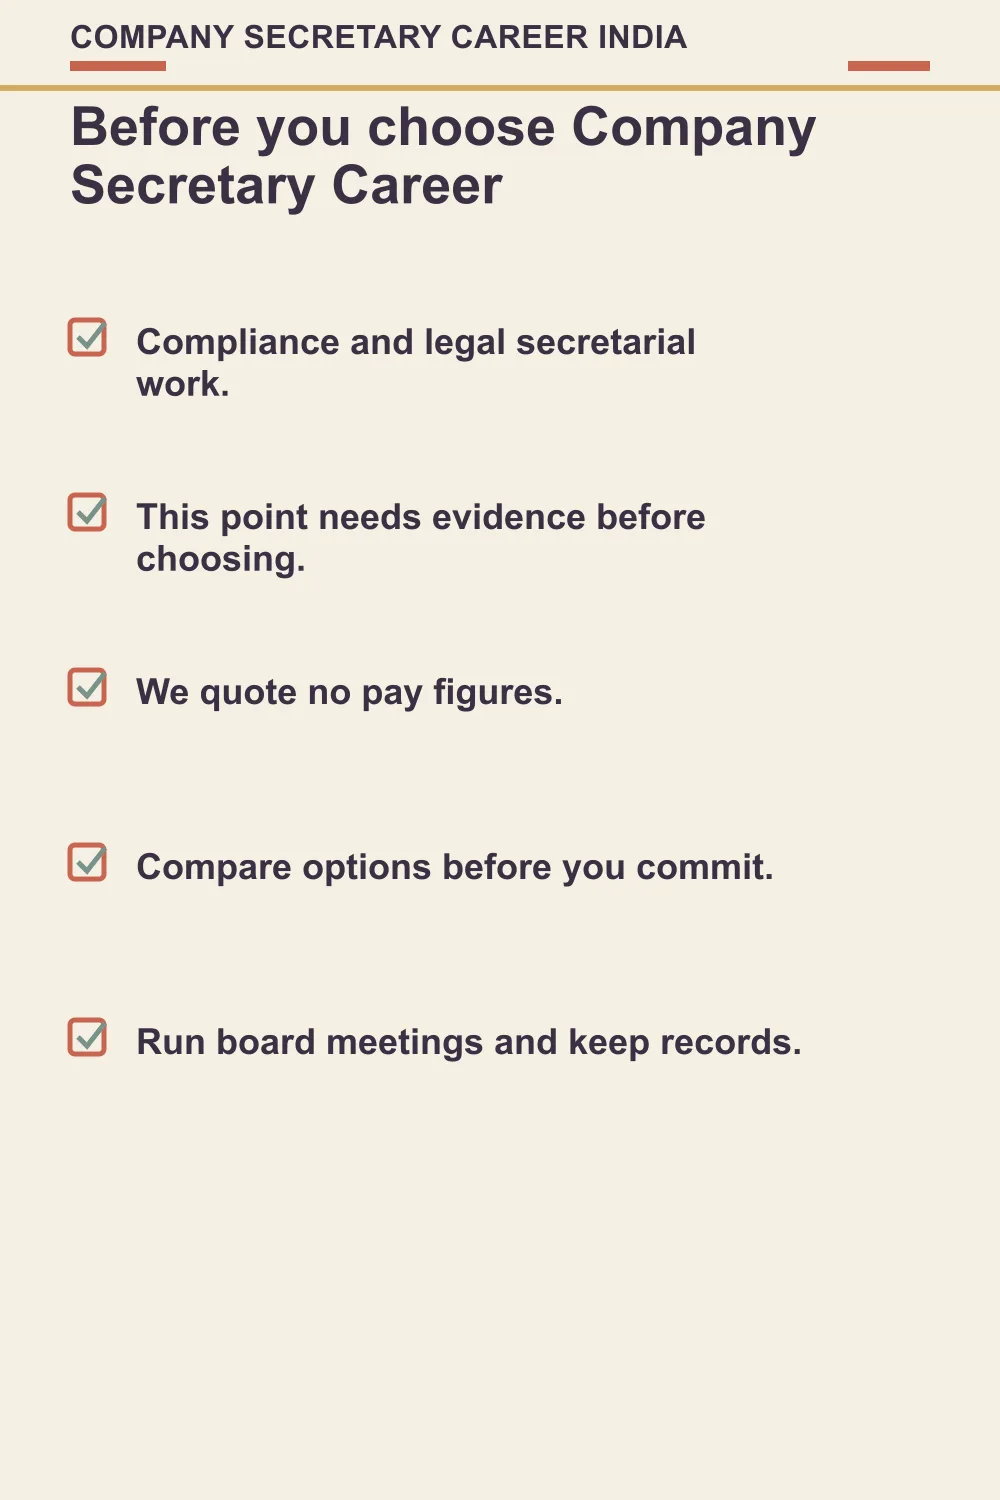 COMPANY SECRETARY CAREER INDIA
Before you choose Company
Secretary Career
Compliance and legal secretarial
work.
This point needs evidence before
choosing.
We quote no pay figures.
Compare options before you commit.
Run board meetings and keep records.